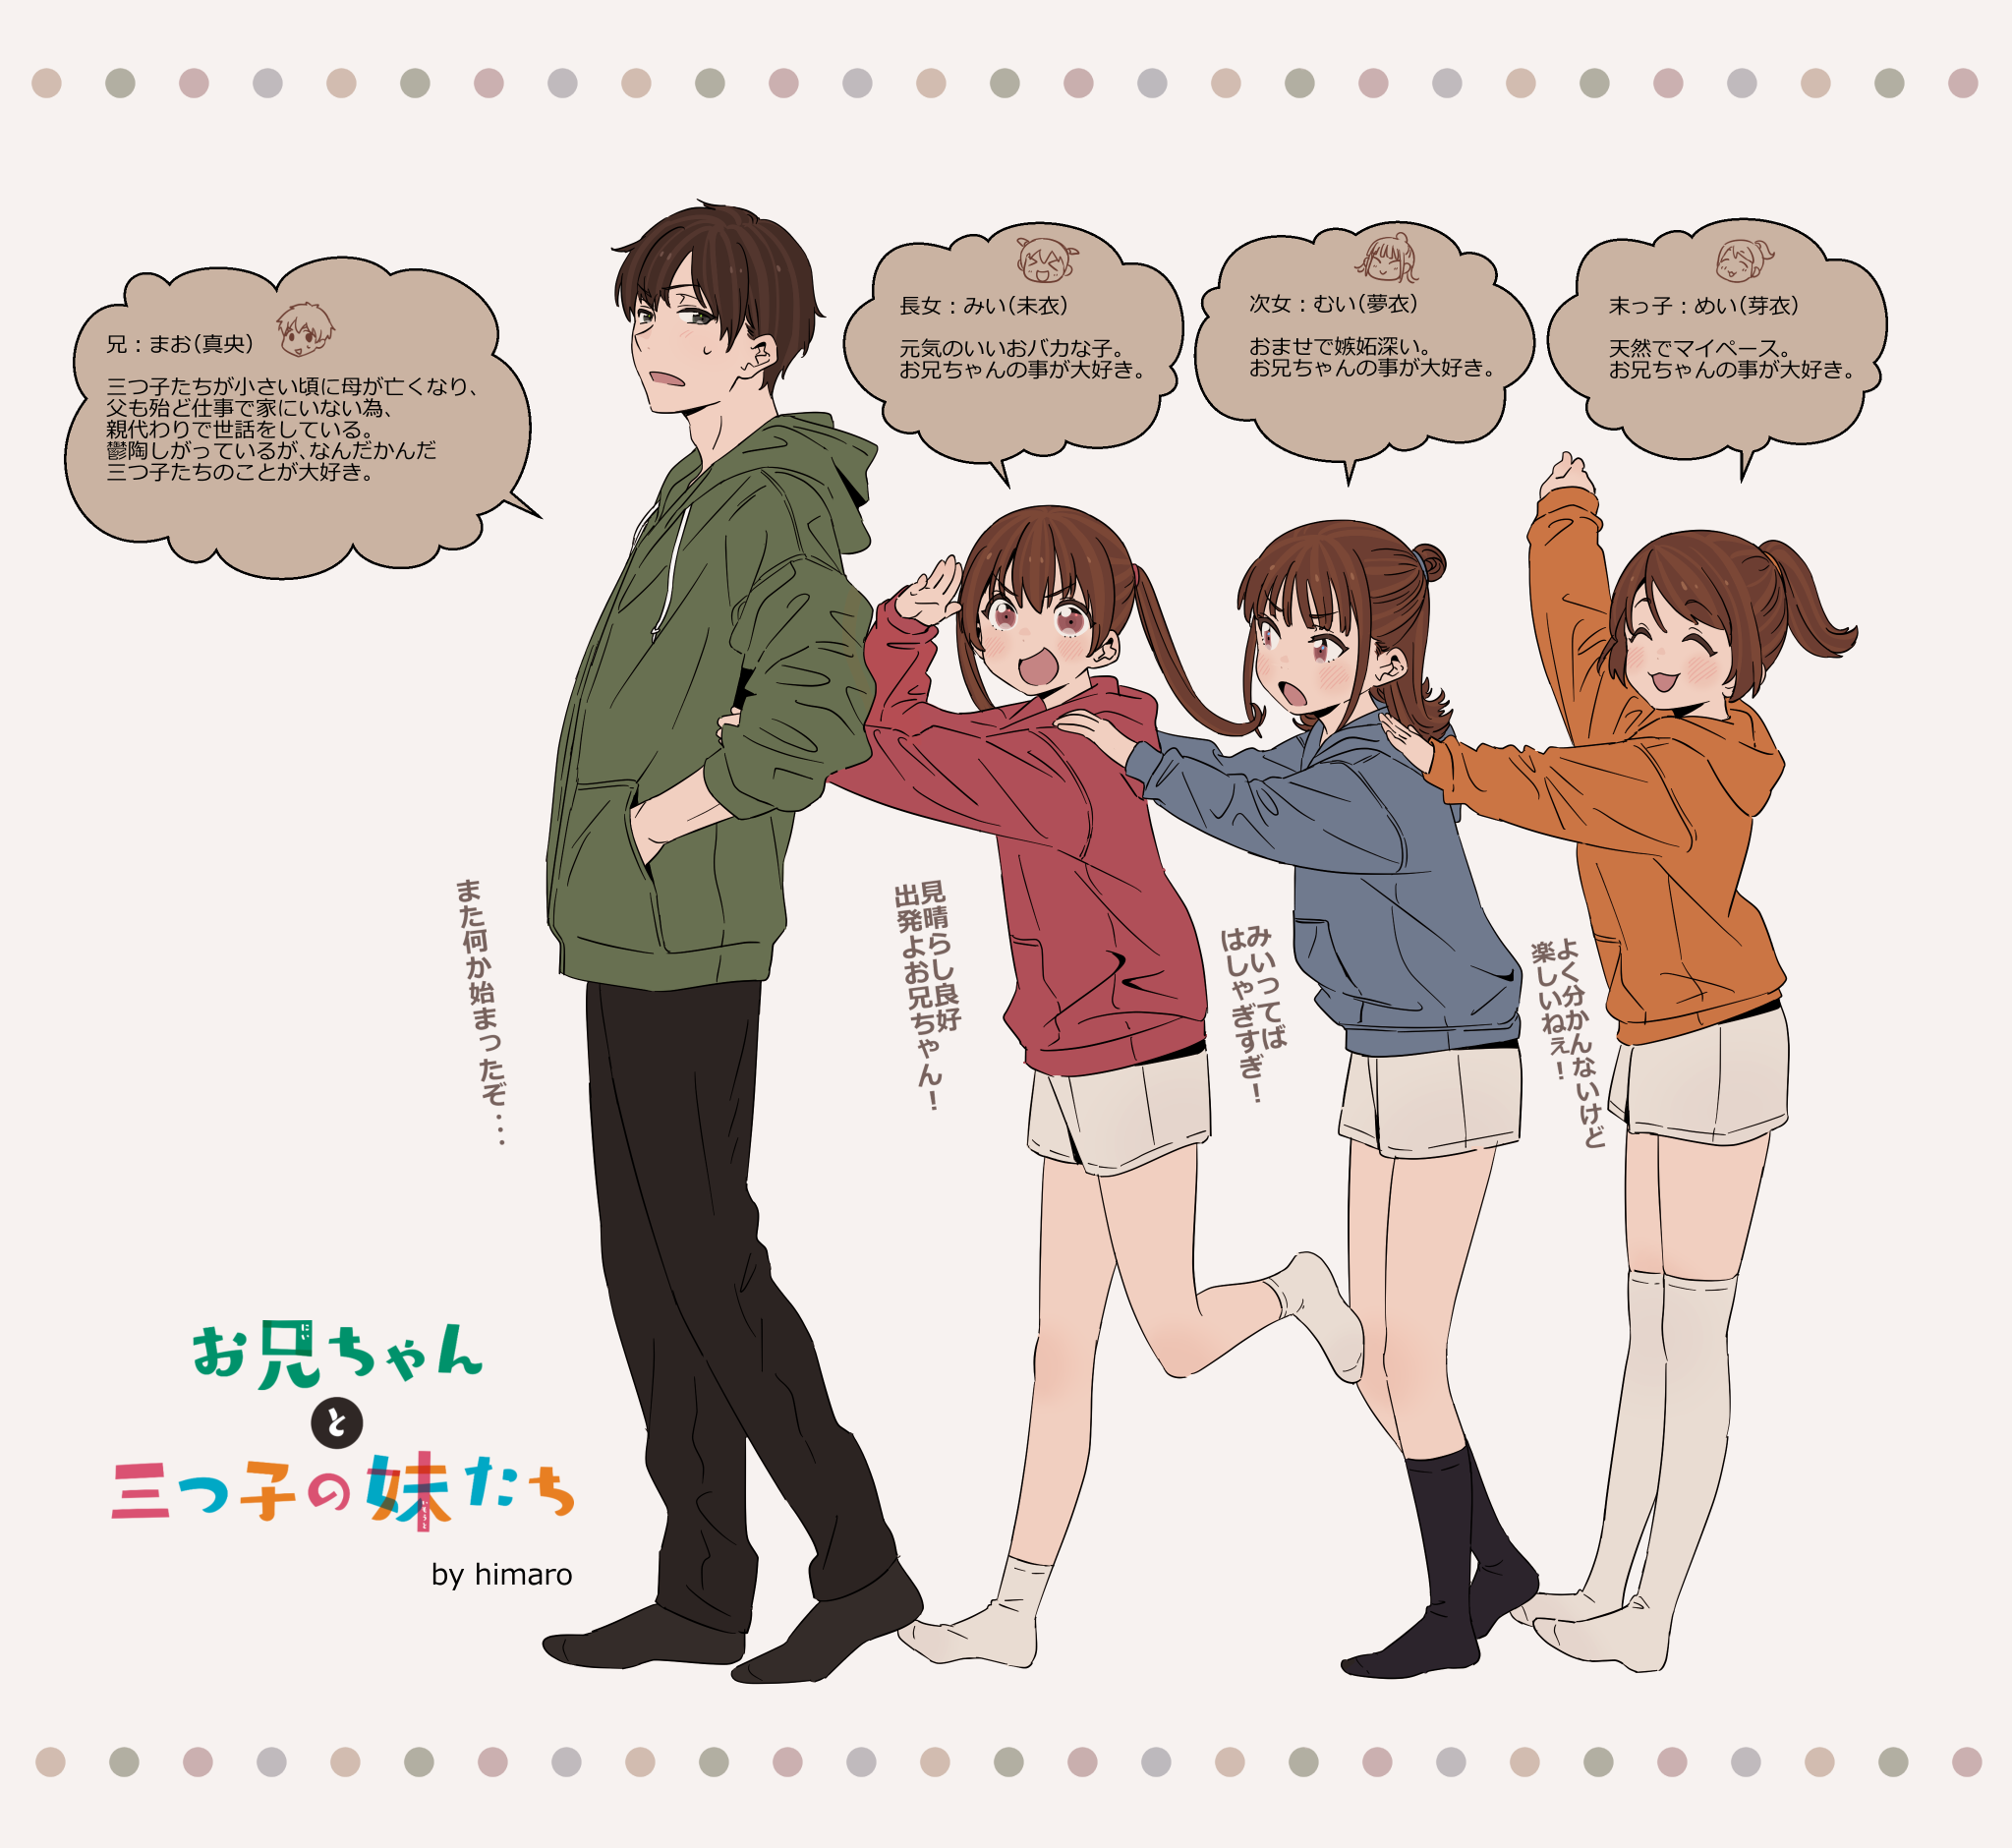 兄：まお(真央)
三つ子たちが小さい頃に母が亡くなり、
父も殆ど仕事で家にいない為、
親代わりで世話をしている。
鬱陶しがっているが、なんだかんだ
三つ子たちのことが大好き。
長女：みい(未衣)
元気のいいおバカな子。
お兄ちゃんの事が大好き。
次女：むい(夢衣)
おませで嫉妬深い。
お兄ちゃんの事が大好き。
末っ子：めい(芽衣)
天然でマイペース。
お兄ちゃんの事が大好き。
また何か始まったぞ・・・
見晴らし良好
出発よお兄ちゃん！
みいってば
はしゃぎすぎ！
よく分かんないけど
楽しいねぇ！
お兄ちゃん
にい
と
三つ子の妹たち
いもうと
by himaro